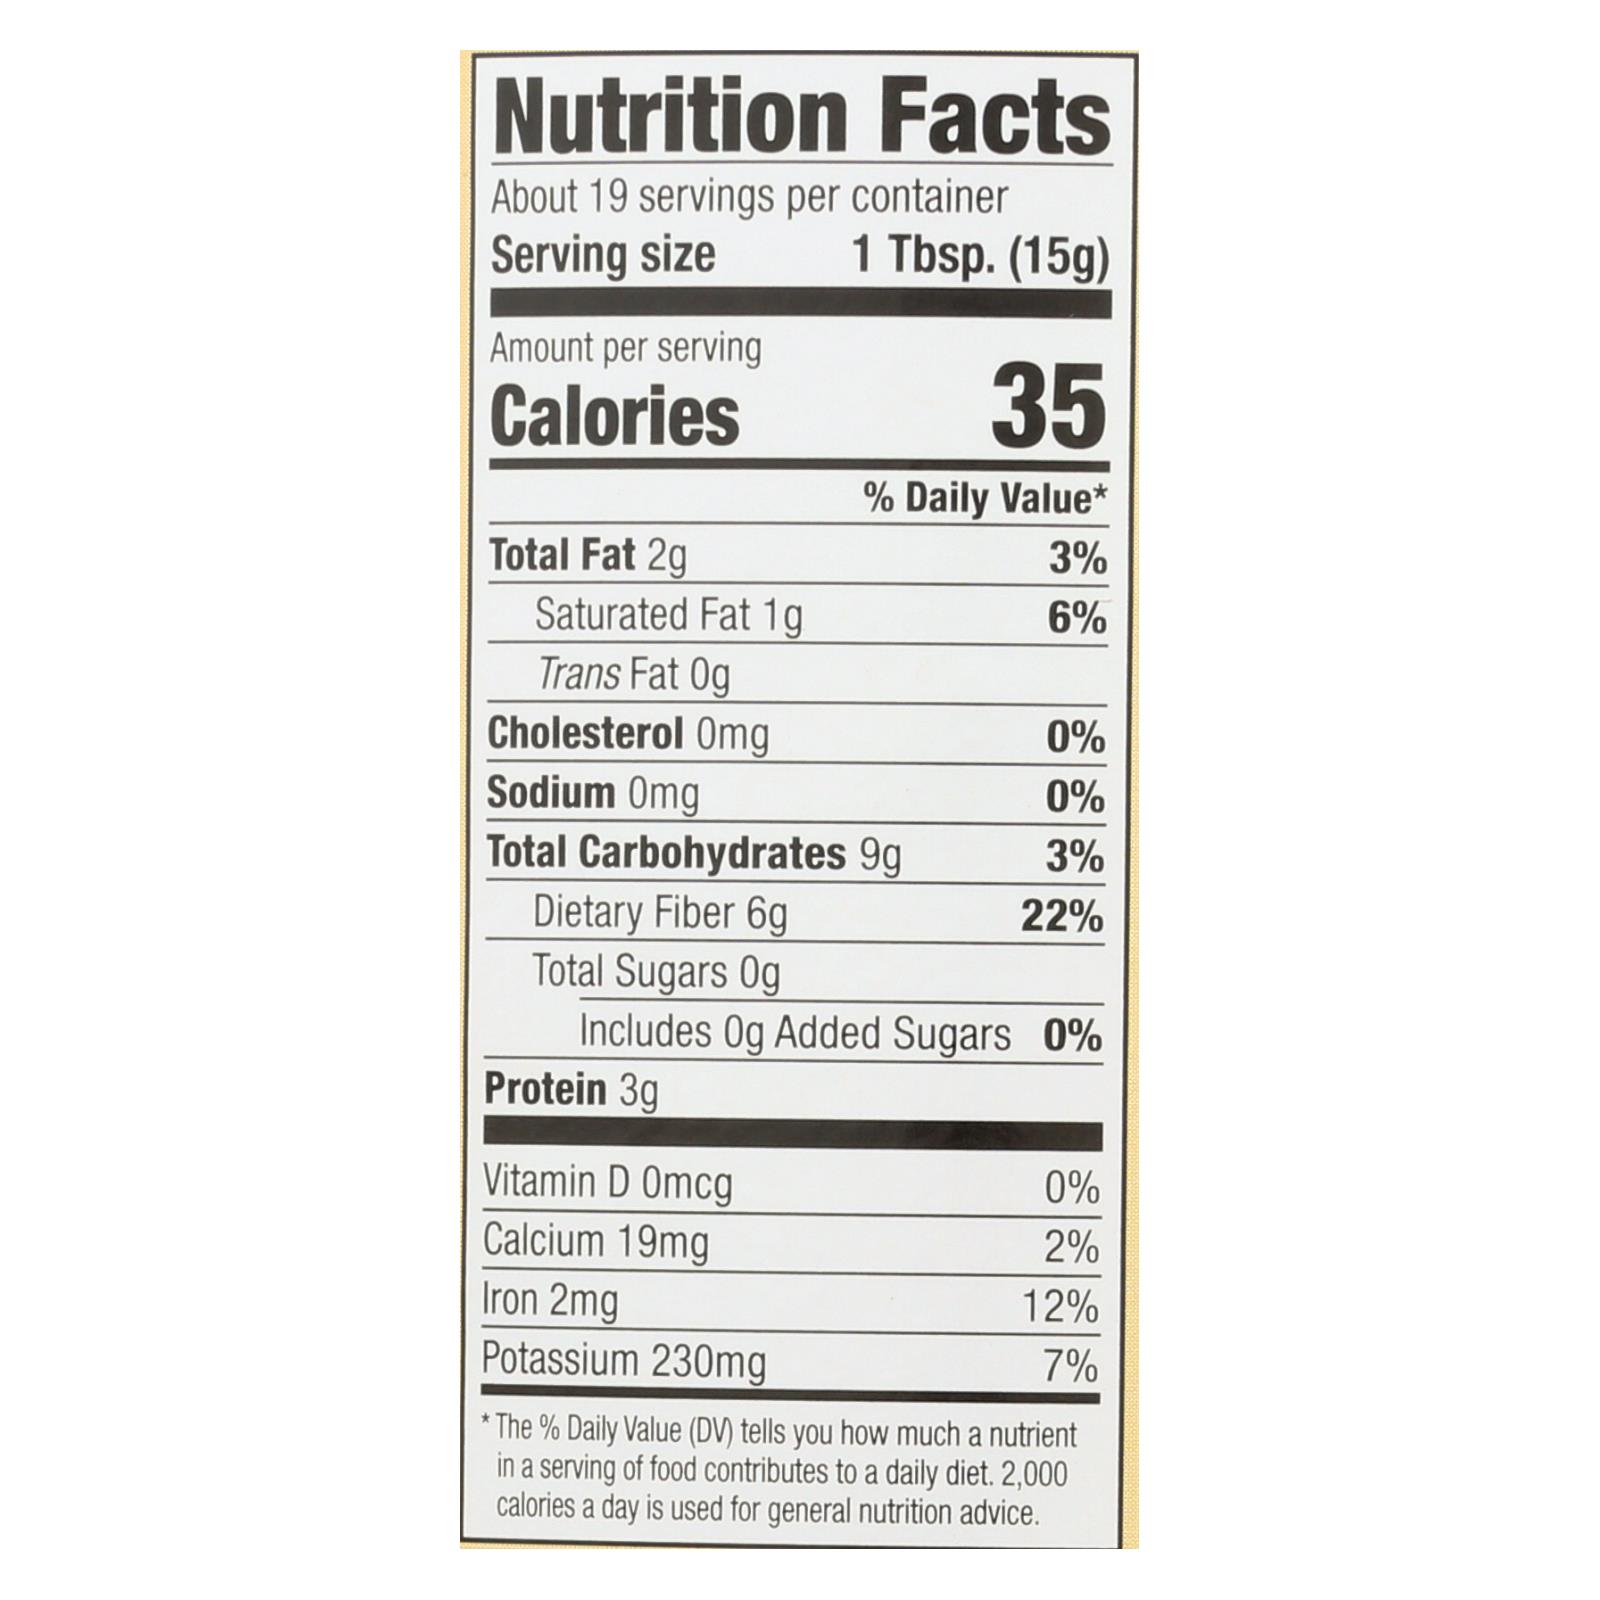 Nutrition Facts
About 19 servings per container
Serving size 1 Tbsp. (15g)
Amount per serving
Calories 35
% Daily Value*
Total Fat 2g 3%
Saturated Fat 1g 6%
Trans Fat 0g
Cholesterol 0mg 0%
Sodium 0mg 0%
Total Carbohydrates 9g 3%
Dietary Fiber 6g 22%
Total Sugars 0g
Includes 0g Added Sugars 0%
Protein 3g
Vitamin D 0mcg 0%
Calcium 19mg 2%
Iron 2mg 12%
Potassium 230mg 7%
* The % Daily Value (DV) tells you how much a nutrient
in a serving of food contributes to a daily diet. 2,000
calories a day is used for general nutrition advice.